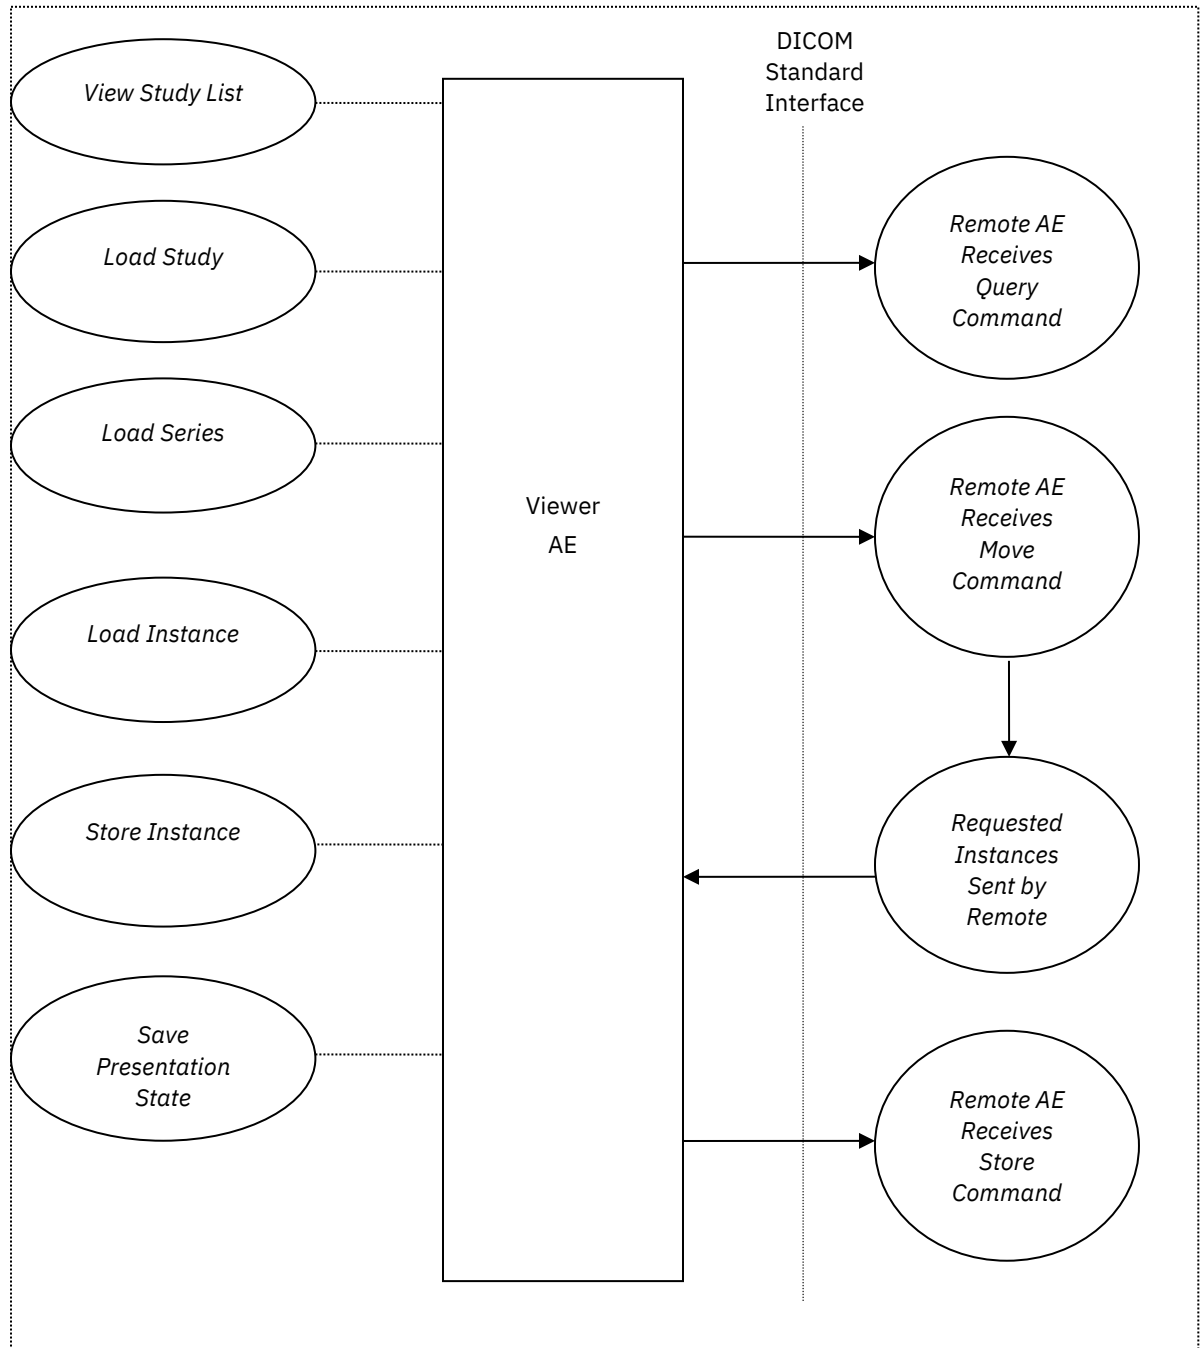 DICOM
Standard
Interface
View Study List
Load Study
Load Series
Load Instance
Store Instance
Save
Presentation
State
Viewer
AE
Remote AE
Receives
Query
Command
Remote AE
Receives
Move
Command
Requested
Instances
Sent by
Remote
Remote AE
Receives
Store
Command